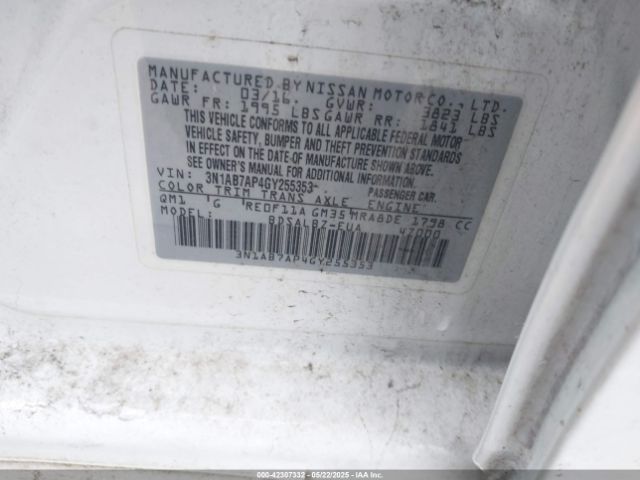 MANUFACTURED BY NISSAN MOTOR CO., LTD.
DATE: 03/16. GVWR: 3823 LBS
GAWR FR: 1995 LBS GAWR RR: 1841 LBS
THIS VEHICLE CONFORMS TO ALL APPLICABLE FEDERAL MOTOR
VEHICLE SAFETY, BUMPER AND THEFT PREVENTION STANDARDS
IN EFFECT ON THE DATE OF MANUFACTURE SHOWN ABOVE.
SEE OWNER'S MANUAL FOR ADDITIONAL INFORMATION.
VIN: 3N1AB7AP4GY255353 PASSENGER CAR.
COLOR TRIM TRANS AXLE ENGINE
QM1 G RE0F11A GM35 MRA8DE 1798 CC
MODEL: BDSALBZ-EUA 47000
3N1AB7AP4GY255353
000-42307332 - 05/22/2025 - IAAI.COM